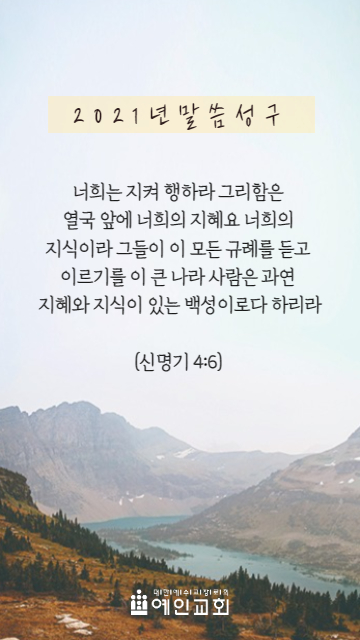 2021년말씀성구
너희는 지켜 행하라 그리함은
열국 앞에 너희의 지혜요 너희의
지식이라 그들이 이 모든 규례를 듣고
이르기를 이 큰 나라 사람은 과연
지혜와 지식이 있는 백성이로다 하리라
(신명기 4:6)
예인교회